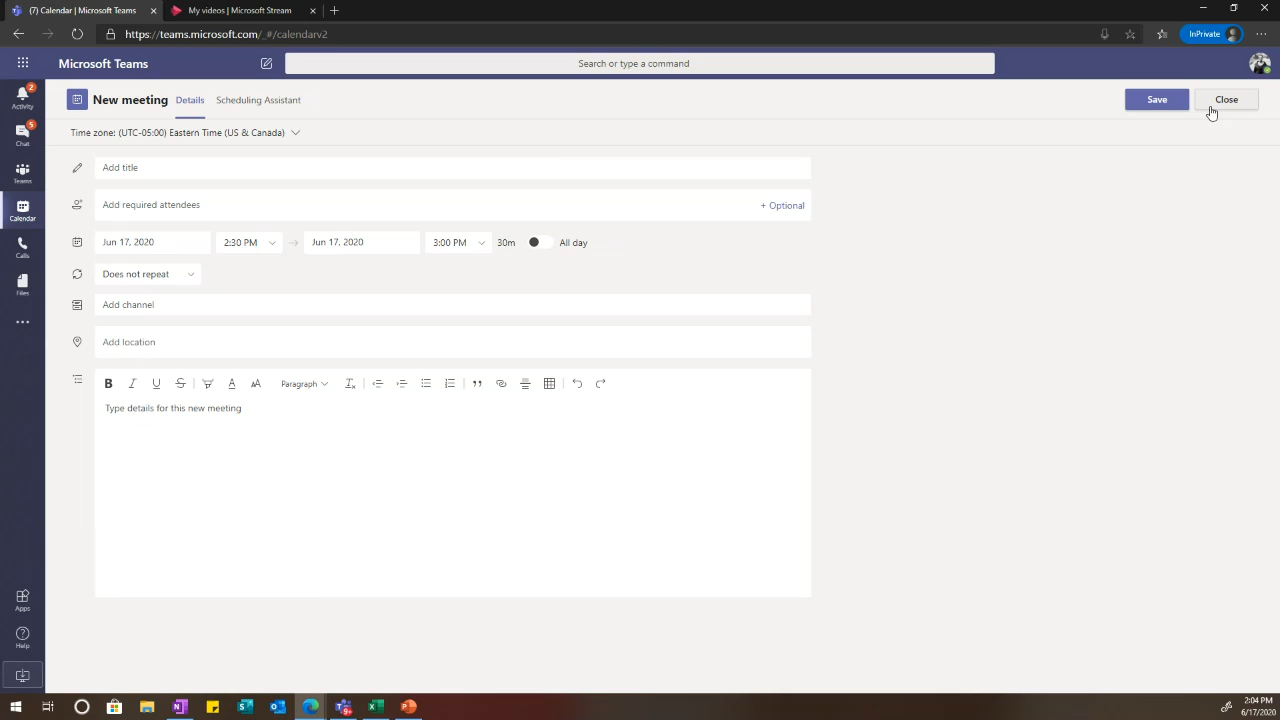 (7) Calendar | Microsoft Teams
My videos | Microsoft Stream
https://teams.microsoft.com/_#/calendarv2
InPrivate
Microsoft Teams
Search or type a command
2
Activity
New meeting Details Scheduling Assistant
Save Close
5
Chat
Time zone: (UTC-05:00) Eastern Time (US & Canada)
Add title
Teams
Add required attendees
+ Optional
Calendar
Jun 17, 2020 2:30 PM Jun 17, 2020 3:00 PM 30m All day
Calls
Does not repeat
Files
Add channel
Add location
B I U S A AA Paragraph
Type details for this new meeting
Apps
Help
2:04 PM
6/17/2020